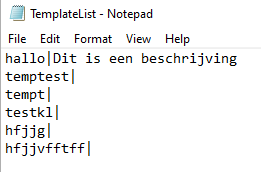 TemplateList - Notepad
File Edit Format View Help
hallo|Dit is een beschrijving
temptest|
tempt|
testkl|
hfjjg|
hfjjvfftff|